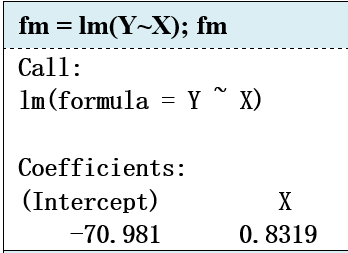 fm = lm(Y~X); fm
Call:
lm(formula = Y ~ X)
Coefficients:
(Intercept) X
-70.981 0.8319